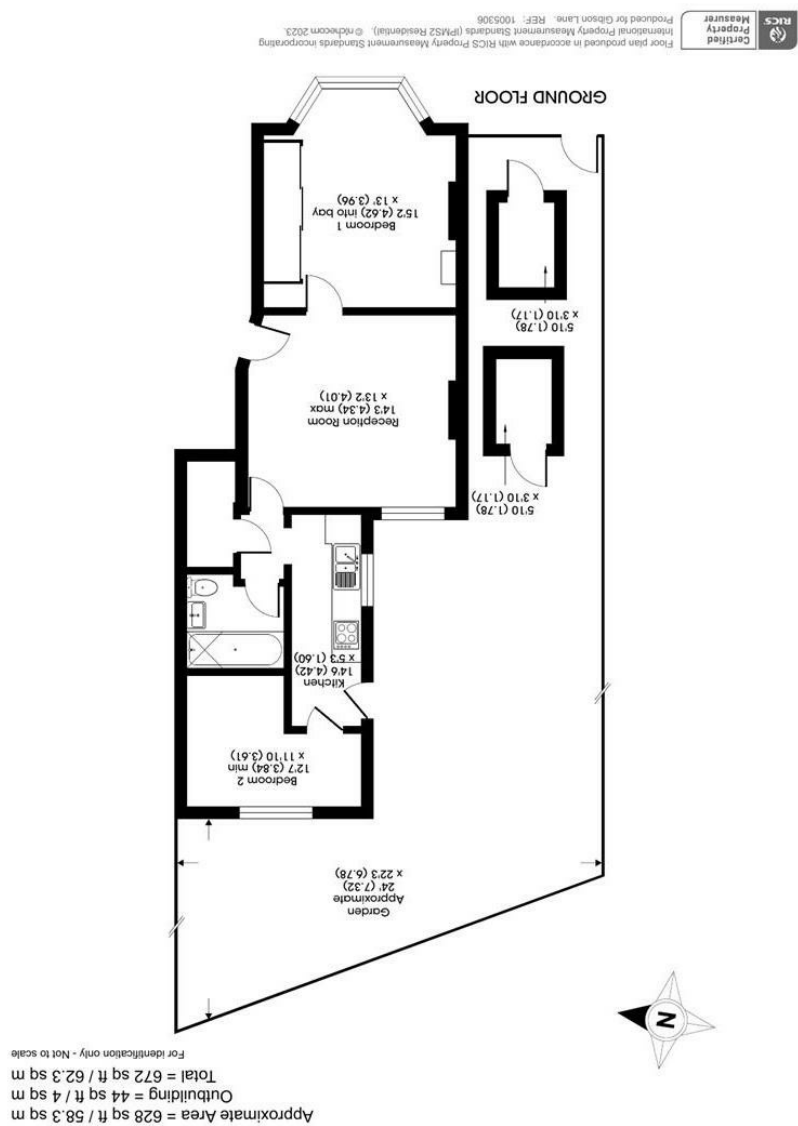 Approximate Area = 628 sq ft / 58.3 sq m
Outbuilding = 44 sq ft / 4 sq m
Total = 672 sq ft / 62.3 sq m
For identification only - Not to scale
N
Garden
Approximate
24' (7.32)
x 22'3 (6.78)
Bedroom 2
12'7 (3.84) min
x 11'10 (3.61)
Kitchen
14'6 (4.42)
x 5'3 (1.60)
5'10 (1.78)
x 3'10 (1.17)
Reception Room
14'3 (4.34) max
x 13'2 (4.01)
5'10 (1.78)
x 3'10 (1.17)
Bedroom 1
15'2 (4.62) into bay
x 13' (3.96)
GROUND FLOOR
RICS
Certified
Property
Measurer
Floor plan produced in accordance with RICS Property Measurement Standards incorporating
International Property Measurement Standards (IPMS2 Residential). © nichecom 2023.
Produced for Gibson Lane. REF: 1005306